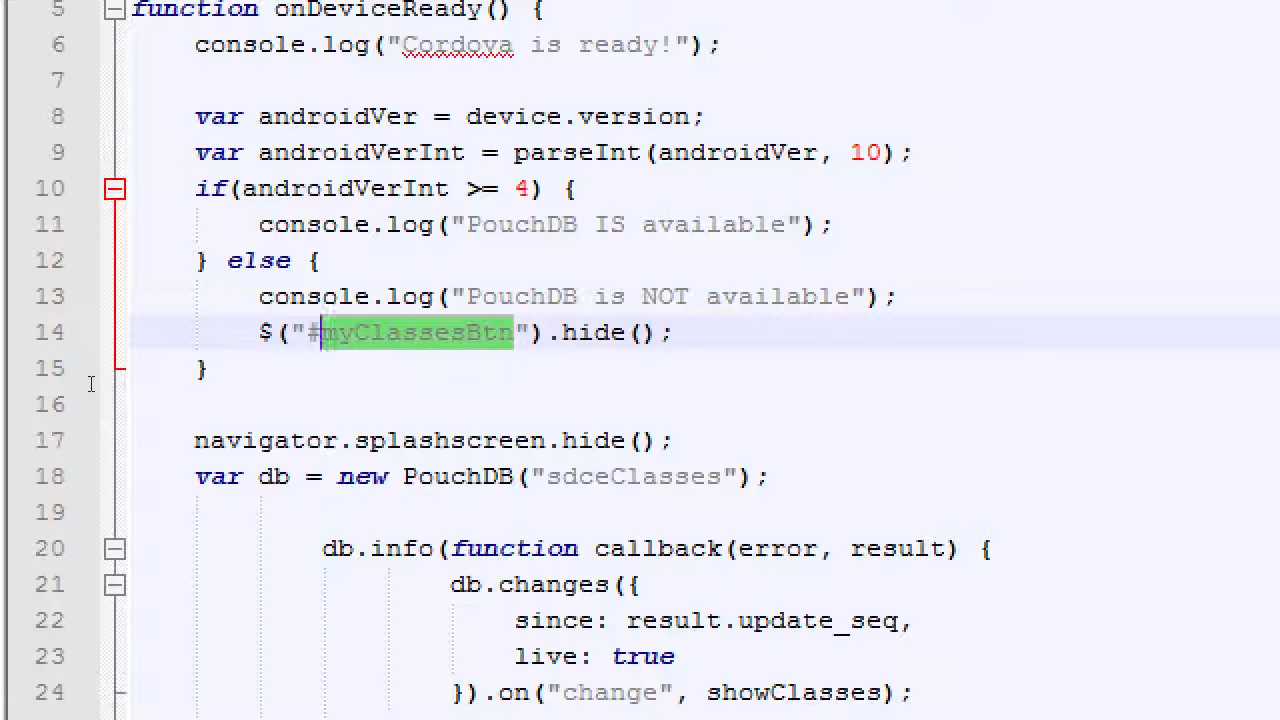 5 function onDeviceReady() {
6 console.log("Cordova is ready!");
7
8 var androidVer = device.version;
9 var androidVerInt = parseInt(androidVer, 10);
10 if(androidVerInt >= 4) {
11 console.log("PouchDB IS available");
12 } else {
13 console.log("PouchDB is NOT available");
14 $("#myClassesBtn").hide();
15 }
16
17 navigator.splashscreen.hide();
18 var db = new PouchDB("sdceClasses");
19
20 db.info(function callback(error, result) {
21 db.changes({
22 since: result.update_seq,
23 live: true
24 }).on("change", showClasses);